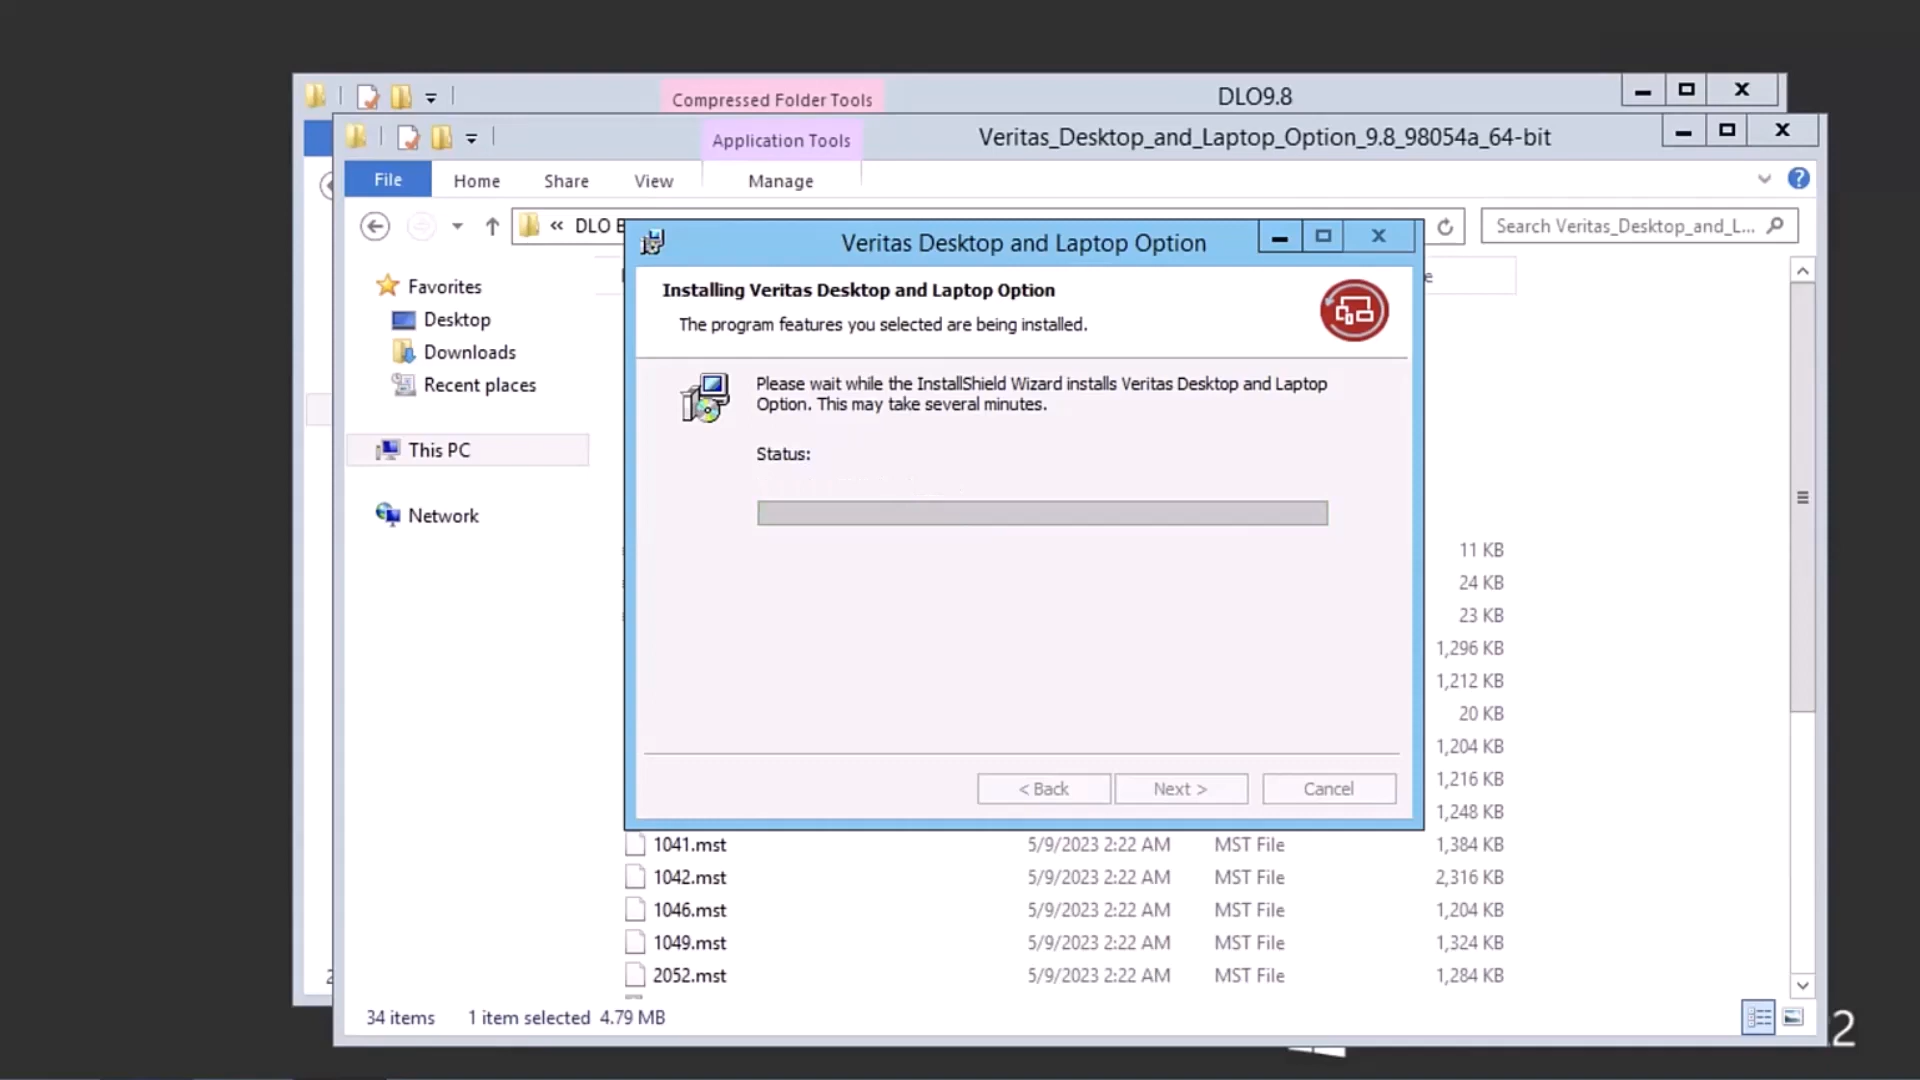 Compressed Folder Tools
DLO9.8
Application Tools
Veritas_Desktop_and_Laptop_Option_9.8_98054a_64-bit
File
Home
Share
View
Manage
« DLO
Search Veritas_Desktop_and_L...
Veritas Desktop and Laptop Option
Favorites
Desktop
Downloads
Recent places
This PC
Network
Installing Veritas Desktop and Laptop Option
The program features you selected are being installed.
Please wait while the InstallShield Wizard installs Veritas Desktop and Laptop
Option. This may take several minutes.
Status:
< Back
Next >
Cancel
11 KB
24 KB
23 KB
1,296 KB
1,212 KB
20 KB
1,204 KB
1,216 KB
1,248 KB
1041.mst 5/9/2023 2:22 AM MST File 1,384 KB
1042.mst 5/9/2023 2:22 AM MST File 2,316 KB
1046.mst 5/9/2023 2:22 AM MST File 1,204 KB
1049.mst 5/9/2023 2:22 AM MST File 1,324 KB
2052.mst 5/9/2023 2:22 AM MST File 1,284 KB
34 items 1 item selected 4.79 MB
2